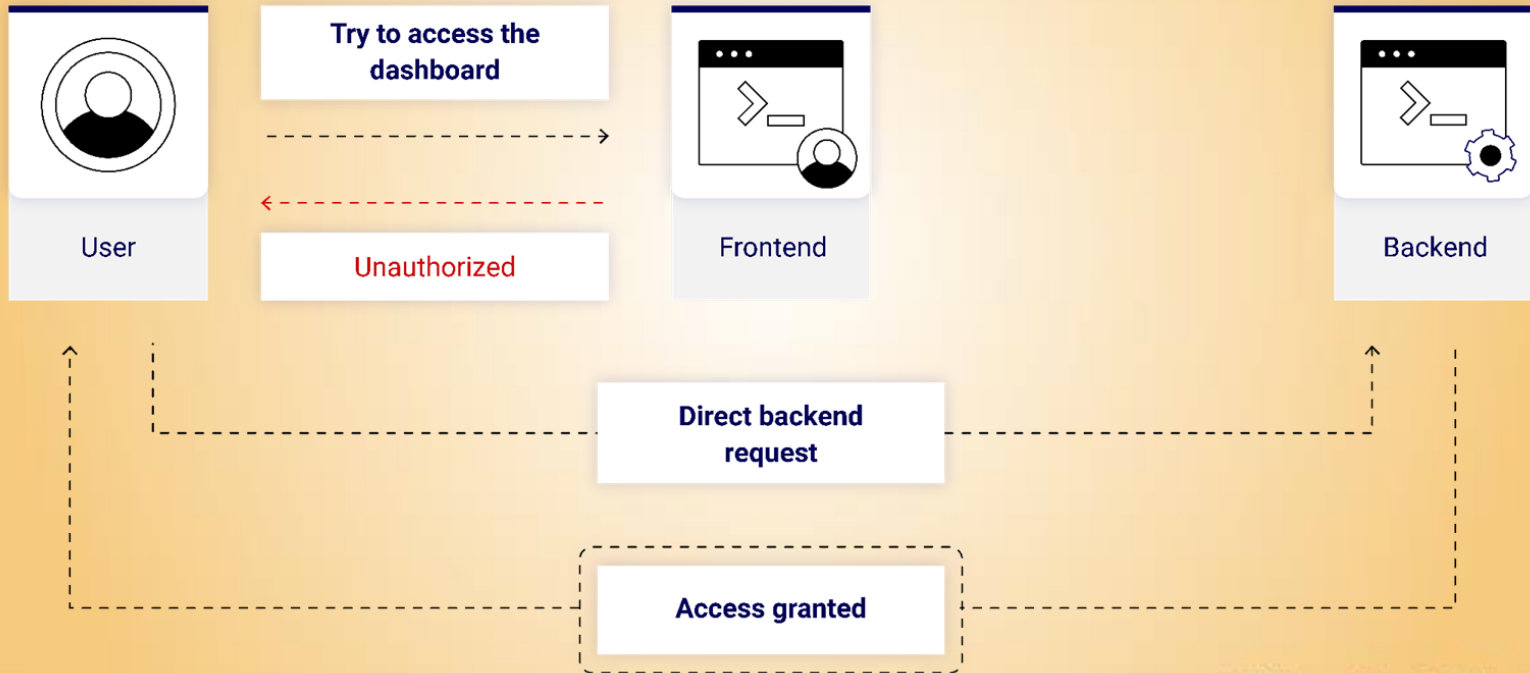 Try to access the
dashboard
User
Unauthorized
Frontend
Backend
Direct backend
request
Access granted